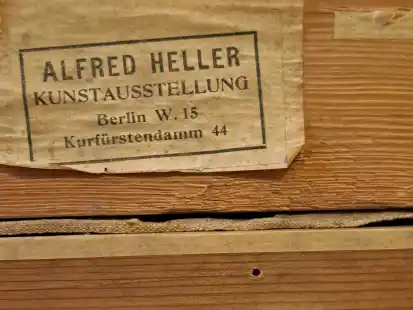 ALFRED HELLER
KUNSTAUSSTELLUNG
Berlin W. 15
Kurfürstendamm 44